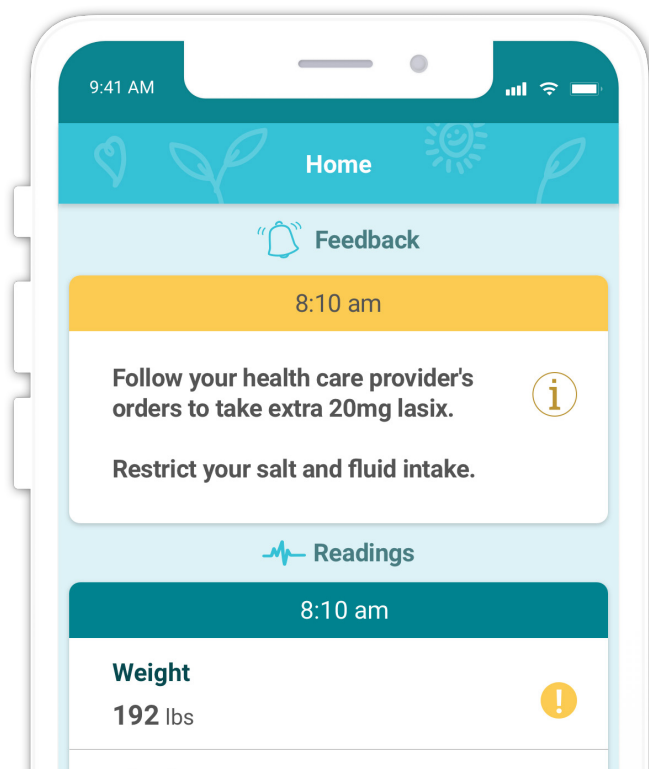 9:41 AM
Home
Feedback
8:10 am
Follow your health care provider's
orders to take extra 20mg lasix.
i
Restrict your salt and fluid intake.
Readings
8:10 am
Weight
192 lbs
!